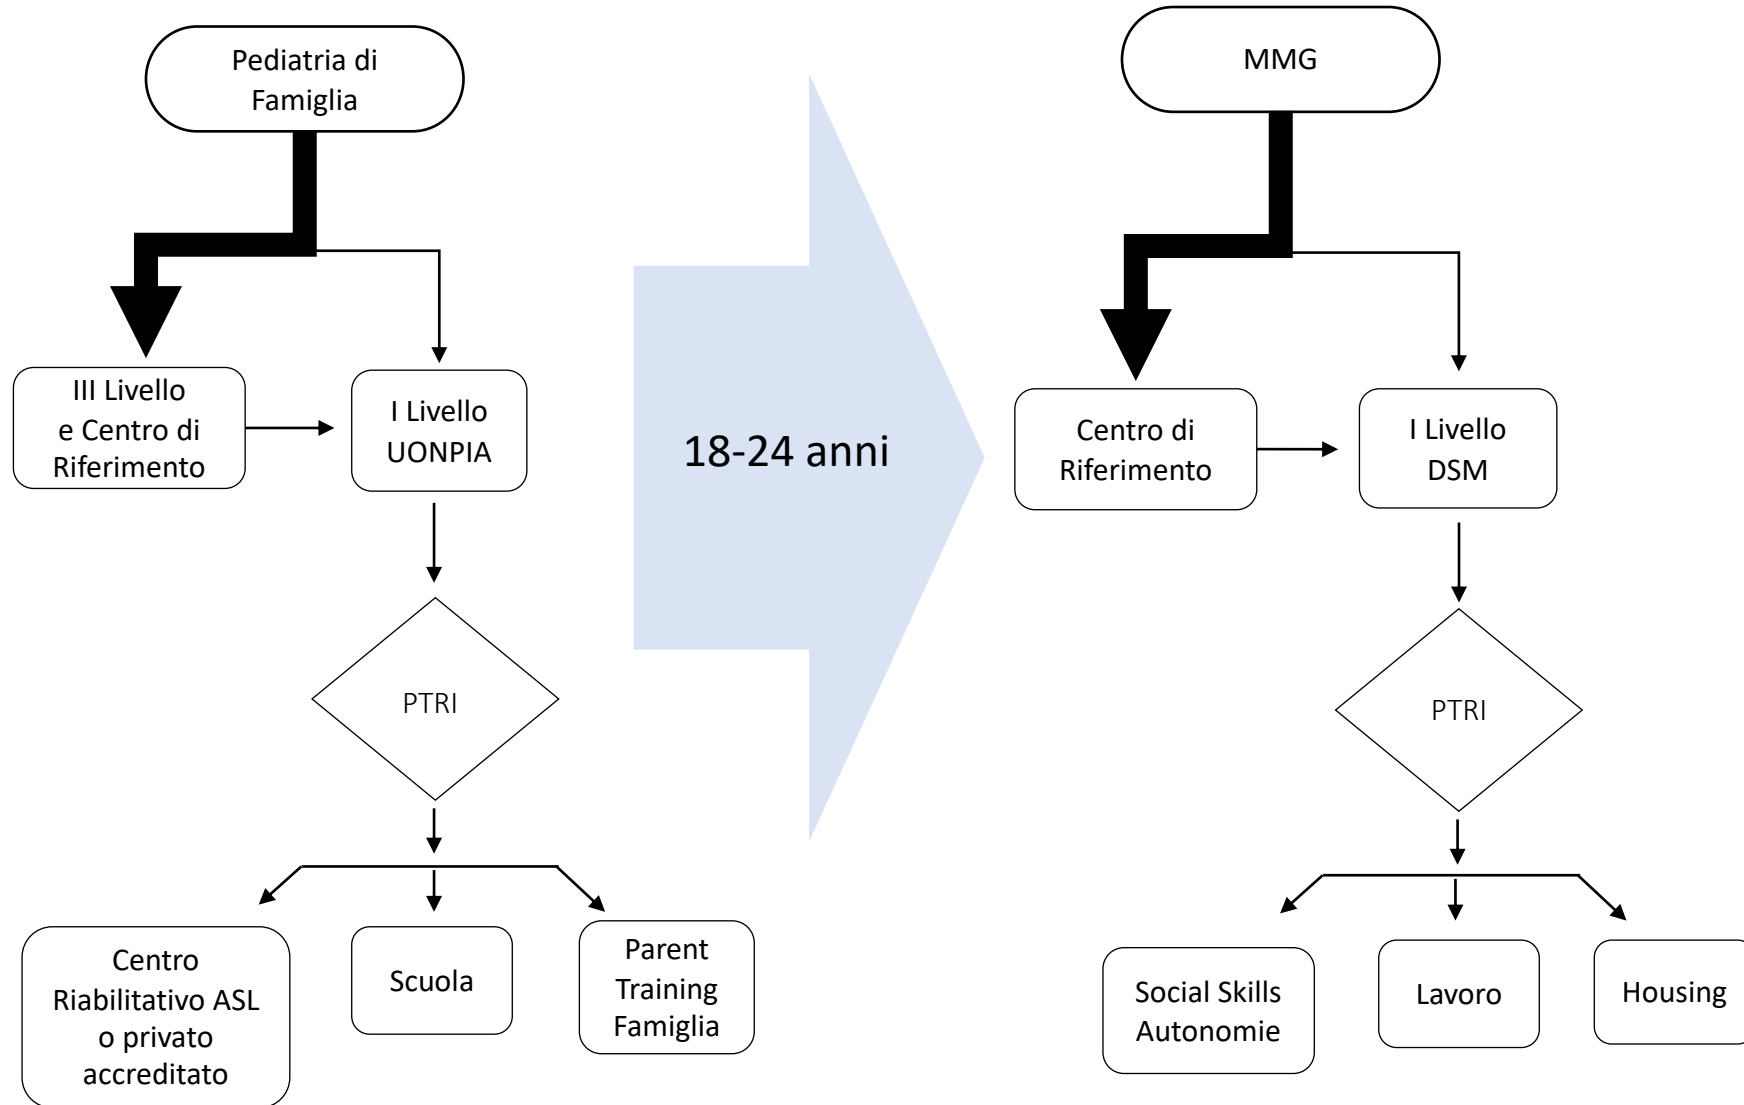 Pediatria di
Famiglia
III Livello
e Centro di
Riferimento
I Livello
UONPIA
PTRI
Centro
Riabilitativo ASL
o privato
accreditato
Scuola
Parent
Training
Famiglia
18-24 anni
MMG
Centro di
Riferimento
I Livello
DSM
PTRI
Social Skills
Autonomie
Lavoro
Housing